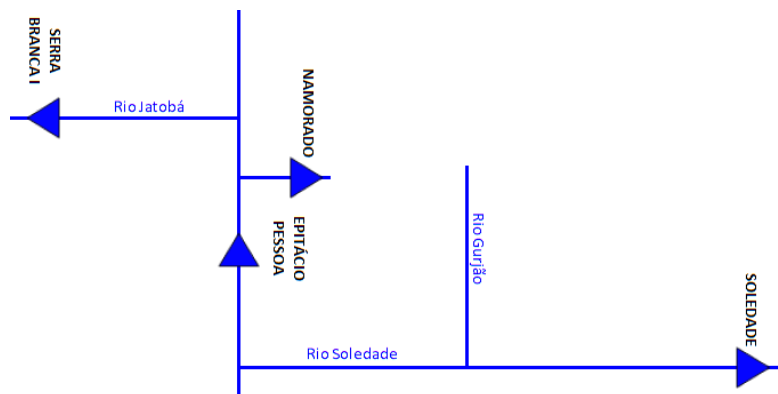 SERRA
BRANCA I
Rio Jatobá
NAMORADO
EPITÁCIO
PESSOA
Rio Gurjão
SOLEDADE
Rio Soledade